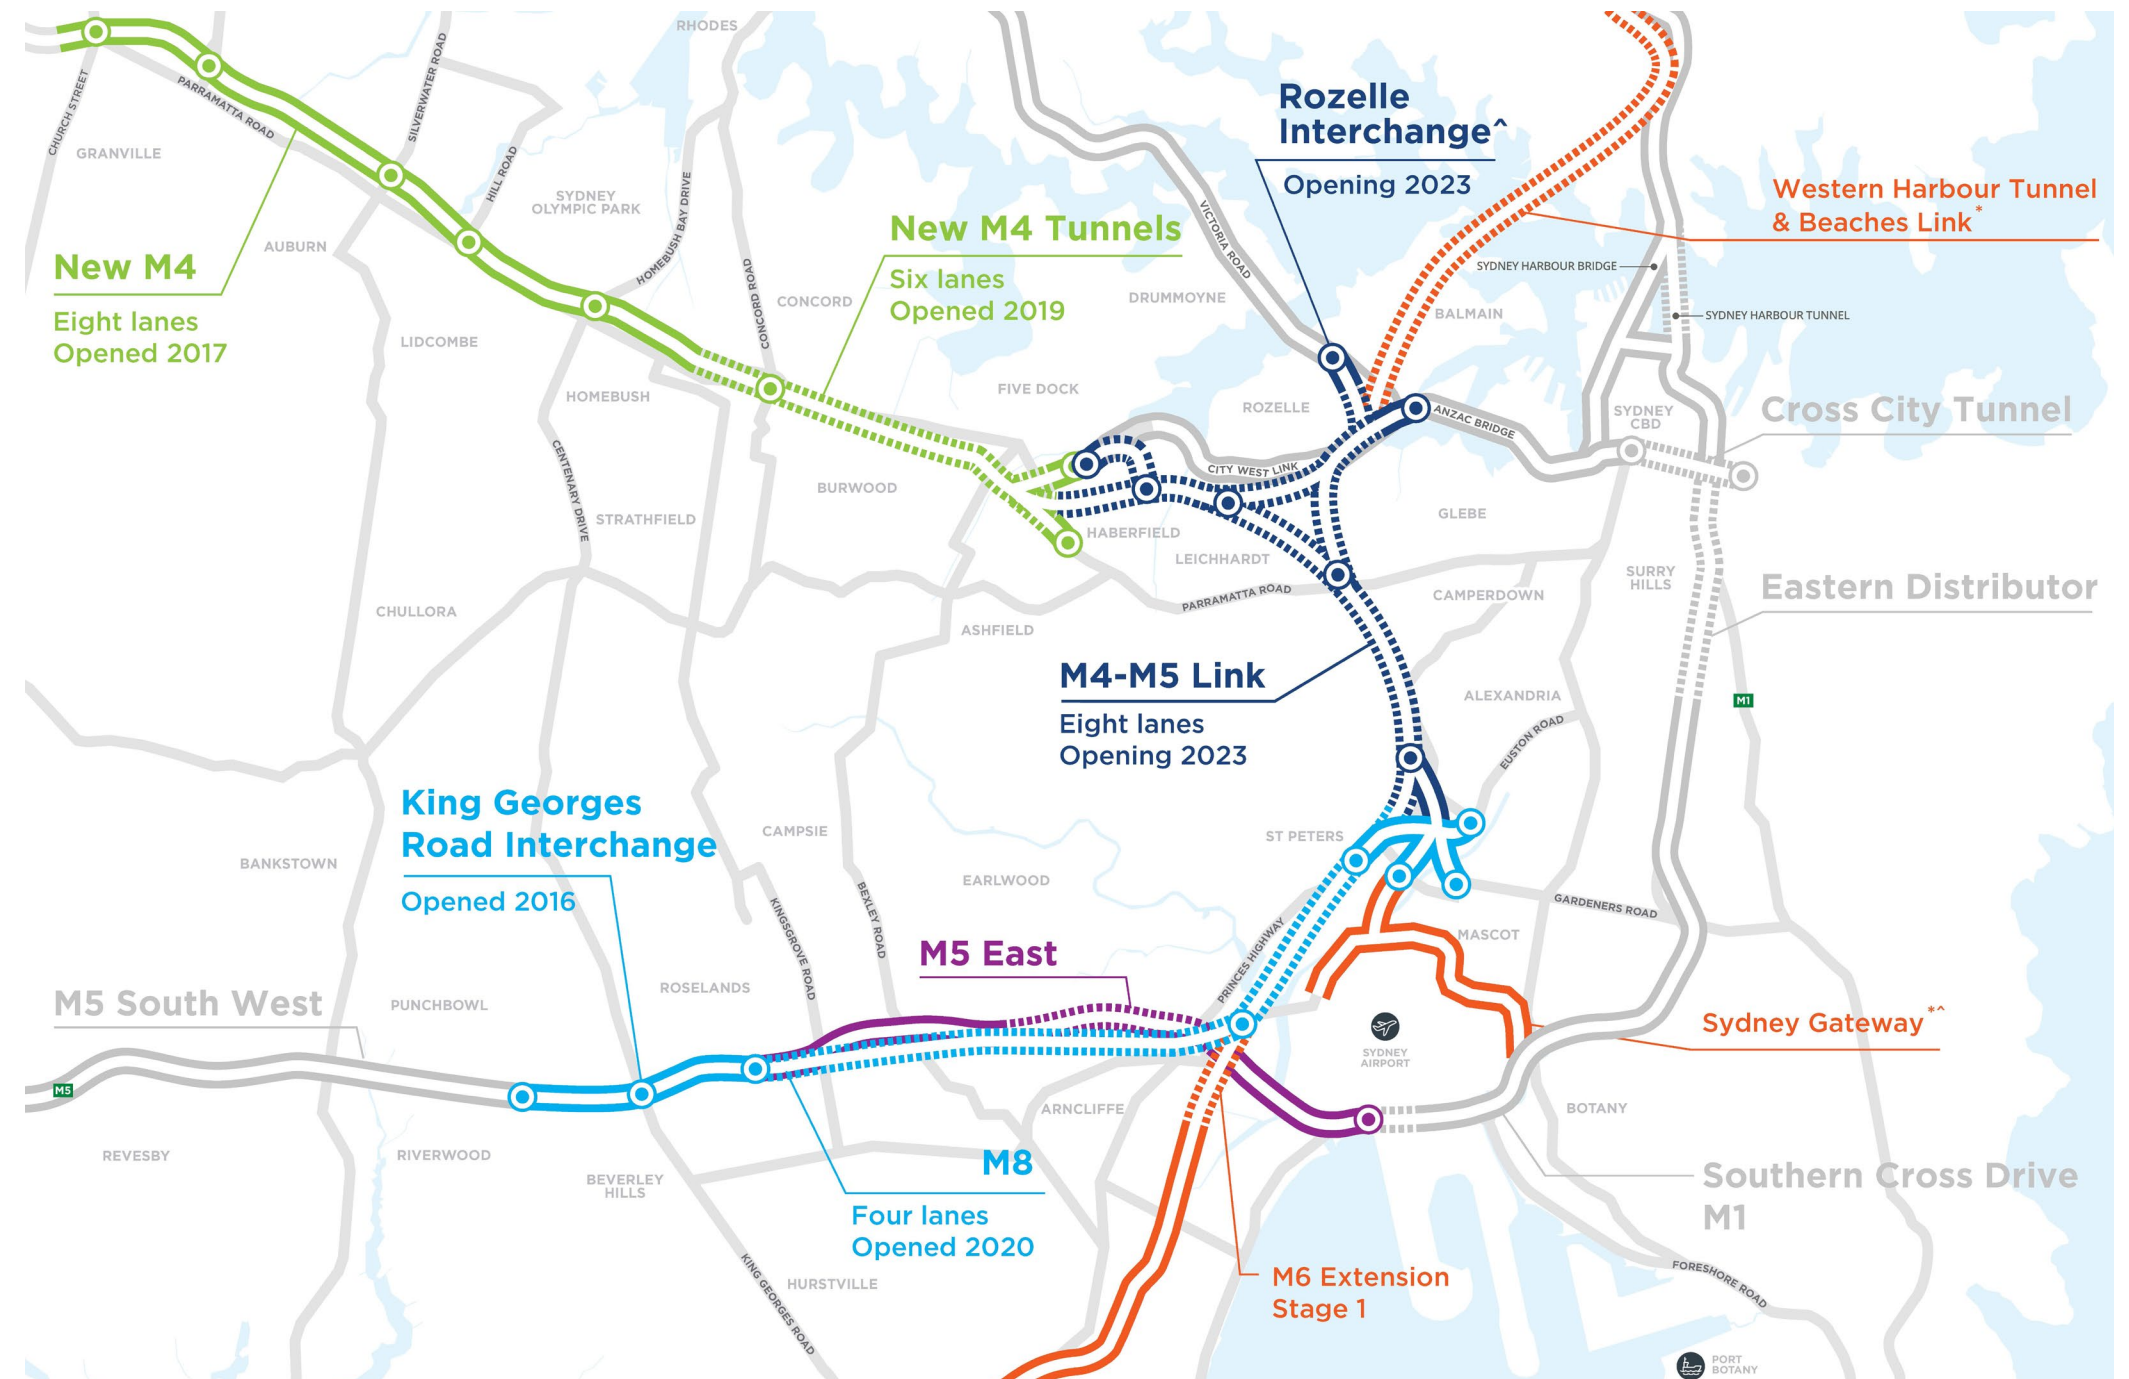 RHODES
CHURCH STREET
PARRAMATTA ROAD
SILVERWATER ROAD
GRANVILLE
HILL ROAD
SYDNEY
OLYMPIC PARK
HOMEBUSH BAY DRIVE
AUBURN
New M4
Eight lanes
Opened 2017
LIDCOMBE
HOMEBUSH
CONCORD ROAD
CONCORD
New M4 Tunnels
Six lanes
Opened 2019
Rozelle
Interchange^
Opening 2023
VICTORIA ROAD
DRUMMOYNE
Western Harbour Tunnel
& Beaches Link*
SYDNEY HARBOUR BRIDGE
SYDNEY HARBOUR TUNNEL
BALMAIN
FIVE DOCK
ROZELLE
ANZAC BRIDGE
SYDNEY
CBD
Cross City Tunnel
CITY WEST LINK
CENTENARY DRIVE
BURWOOD
STRATHFIELD
HABERFIELD
LEICHHARDT
GLEBE
PARRAMATTA ROAD
CAMPERDOWN
SURRY
HILLS
Eastern Distributor
CHULLORA
ASHFIELD
M4-M5 Link
Eight lanes
Opening 2023
ALEXANDRIA
EUSTON ROAD
M1
King Georges
Road Interchange
Opened 2016
BANKSTOWN
CAMPSIE
EARLWOOD
ST PETERS
KINGSGROVE ROAD
BEXLEY ROAD
PRINCES HIGHWAY
GARDENERS ROAD
MASCOT
M5 East
M5 South West
PUNCHBOWL
ROSELANDS
Sydney Gateway*^
SYDNEY
AIRPORT
M5
ARNCLIFFE
BOTANY
REVESBY
RIVERWOOD
BEVERLEY
HILLS
M8
Four lanes
Opened 2020
Southern Cross Drive
M1
KING GEORGES ROAD
HURSTVILLE
M6 Extension
Stage 1
FORESHORE ROAD
PORT
BOTANY